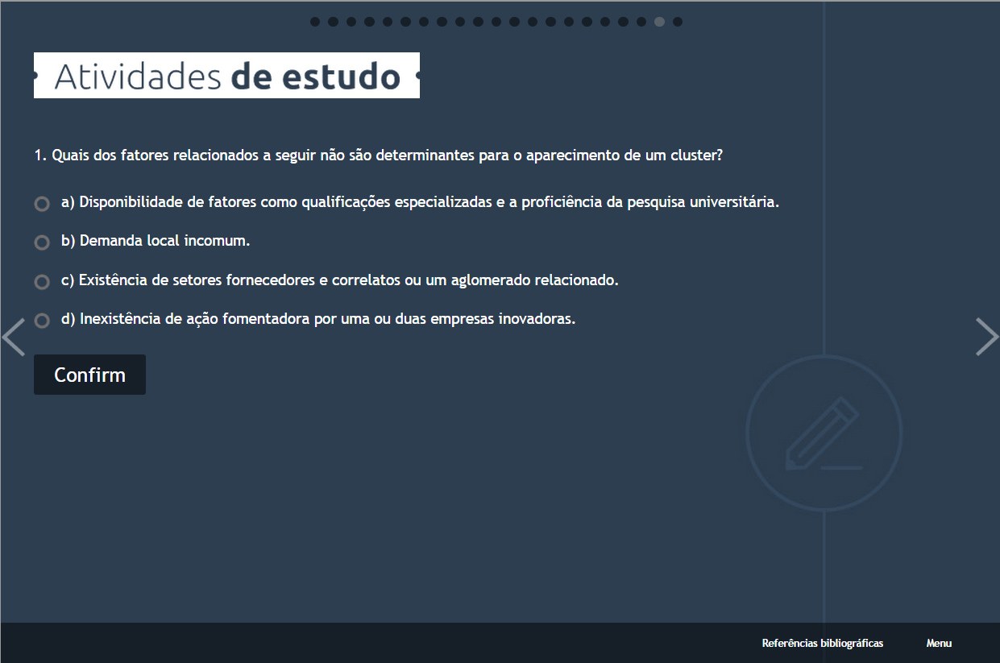 Atividades de estudo
1. Quais dos fatores relacionados a seguir não são determinantes para o aparecimento de um cluster?
a) Disponibilidade de fatores como qualificações especializadas e a proficiência da pesquisa universitária.
b) Demanda local incomum.
c) Existência de setores fornecedores e correlatos ou um aglomerado relacionado.
d) Inexistência de ação fomentadora por uma ou duas empresas inovadoras.
Confirm
Referências bibliográficas Menu